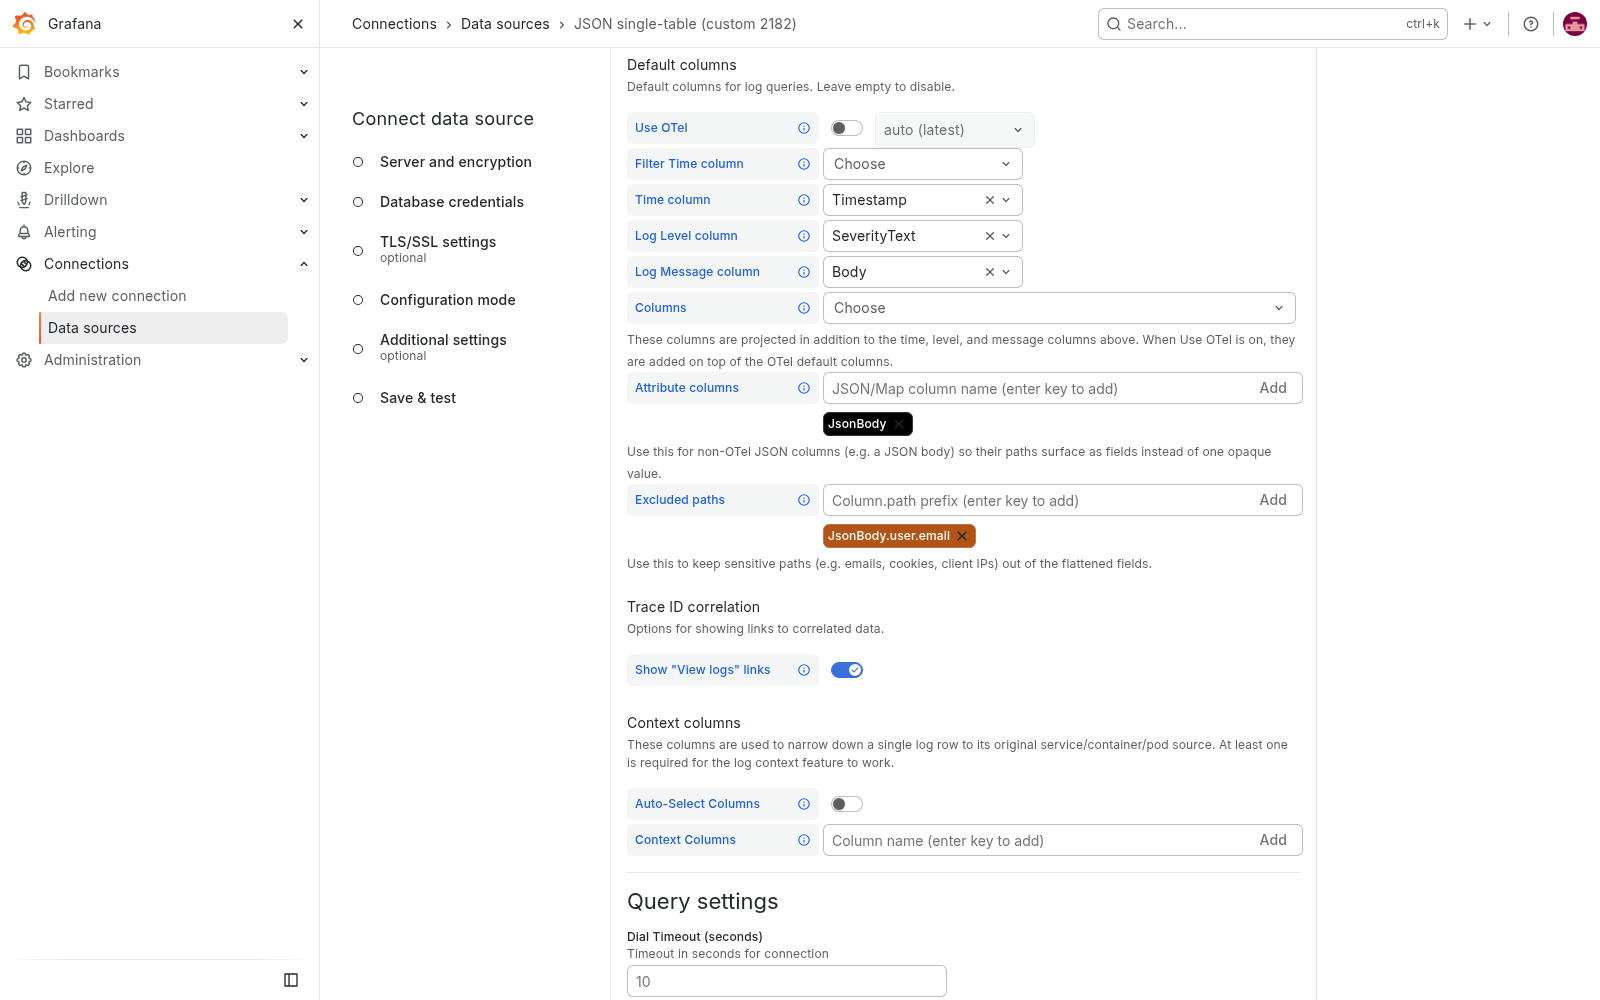 Grafana
Connections › Data sources › JSON single-table (custom 2182)
Search...
ctrl+k
Bookmarks
Starred
Dashboards
Explore
Drilldown
Alerting
Connections
Add new connection
Data sources
Administration
Connect data source
Server and encryption
Database credentials
TLS/SSL settings
optional
Configuration mode
Additional settings
optional
Save & test
Default columns
Default columns for log queries. Leave empty to disable.
Use OTel
auto (latest)
Filter Time column
Choose
Time column
Timestamp
Log Level column
SeverityText
Log Message column
Body
Columns
Choose
These columns are projected in addition to the time, level, and message columns above. When Use OTel is on, they
are added on top of the OTel default columns.
Attribute columns
JSON/Map column name (enter key to add)
Add
JsonBody
Use this for non-OTel JSON columns (e.g. a JSON body) so their paths surface as fields instead of one opaque
value.
Excluded paths
Column.path prefix (enter key to add)
Add
JsonBody.user.email
Use this to keep sensitive paths (e.g. emails, cookies, client IPs) out of the flattened fields.
Trace ID correlation
Options for showing links to correlated data.
Show "View logs" links
Context columns
These columns are used to narrow down a single log row to its original service/container/pod source. At least one
is required for the log context feature to work.
Auto-Select Columns
Context Columns
Column name (enter key to add)
Add
Query settings
Dial Timeout (seconds)
Timeout in seconds for connection
10